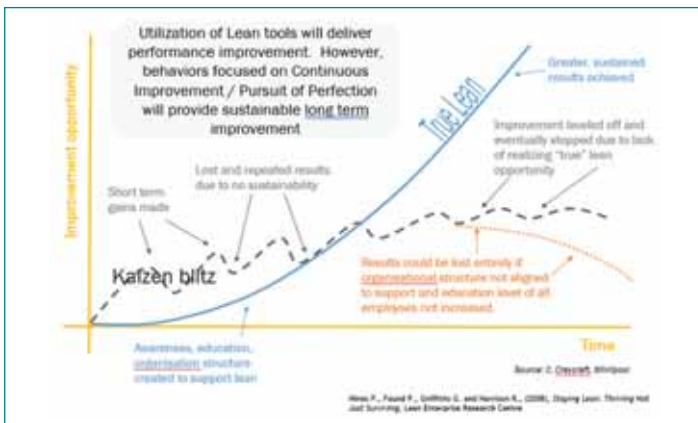 Utilization of Lean tools will deliver
performance improvement. However,
behaviors focused on Continuous
Improvement / Pursuit of Perfection
will provide sustainable long term
improvement
Improvement opportunity
True Lean
Greater, sustained
results achieved
Improvement leveled off and
eventually stopped due to lack
of realizing "true" lean
opportunity
Lost and repeated results
due to no sustainability
Short term
gains made
Kaizen blitz
Results could be lost entirely if
organisational structure not aligned
to support and education level of all
employees not increased.
Awareness, education,
organisation structure
created to support lean
Time
Source: Whirlpool
Hines P., Found P., Griffiths G. and Harrison R., (2008), Staying Lean: Thriving Not
Just Surviving, Lean Enterprise Research Centre